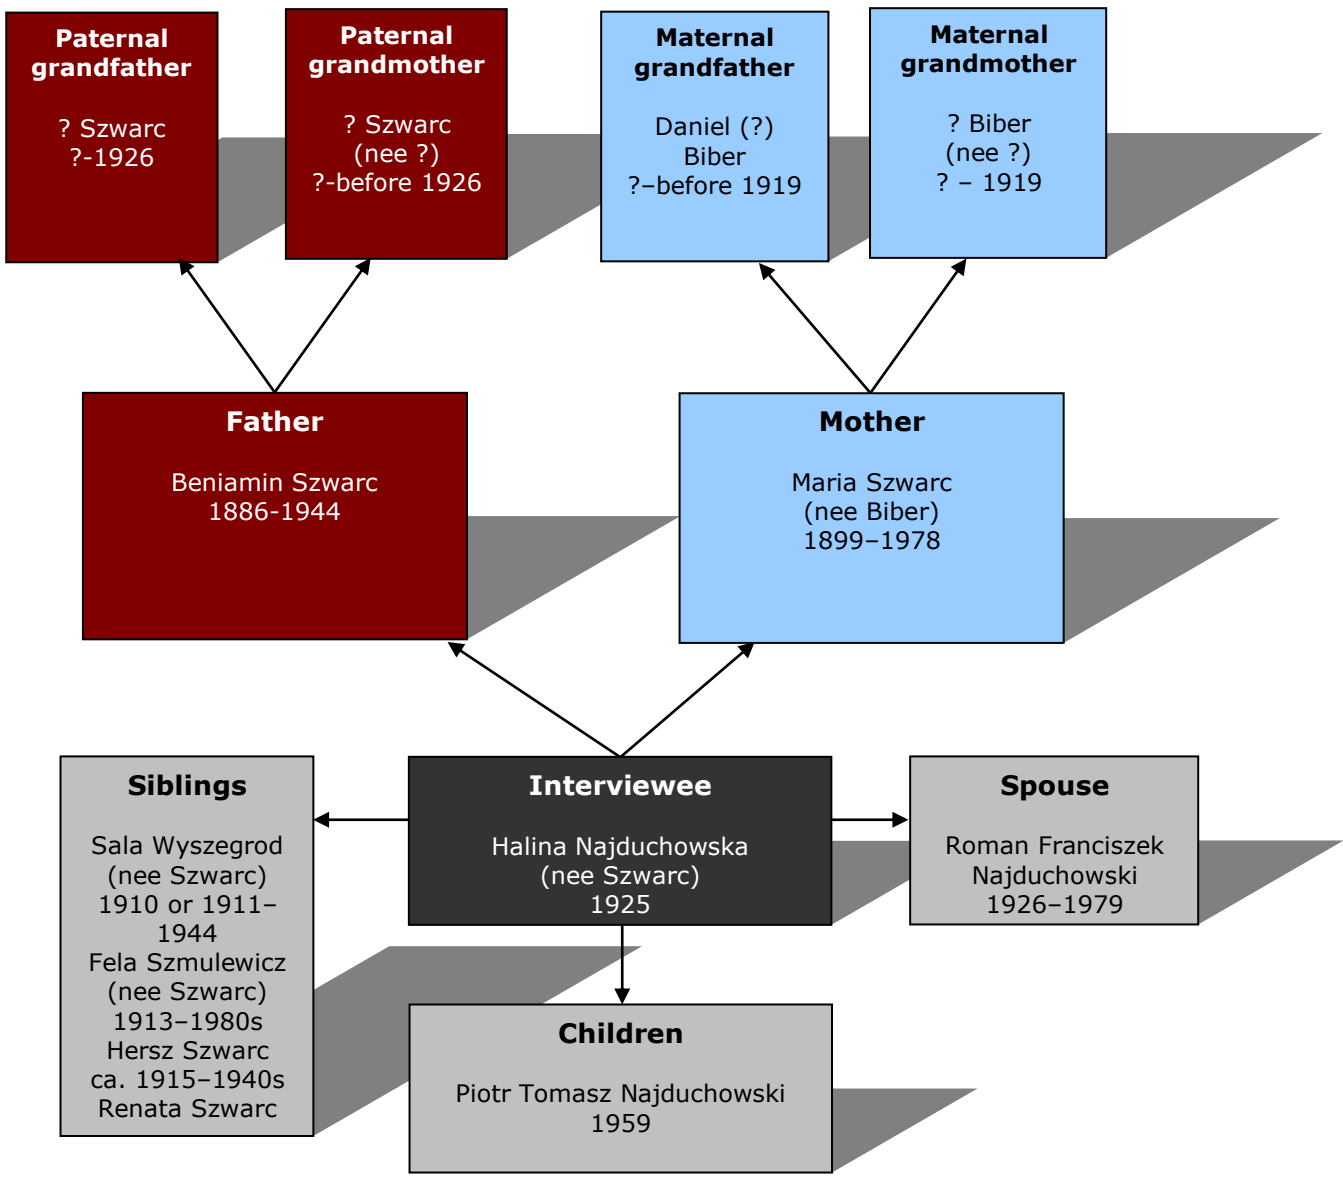 Paternal
grandfather
? Szwarc
?-1926
Paternal
grandmother
? Szwarc
(nee ?)
?-before 1926
Maternal
grandfather
Daniel (?)
Biber
?–before 1919
Maternal
grandmother
? Biber
(nee ?)
? – 1919
Father
Beniamin Szwarc
1886-1944
Mother
Maria Szwarc
(nee Biber)
1899–1978
Siblings
Sala Wyszegrod
(nee Szwarc)
1910 or 1911–
1944
Fela Szmulewicz
(nee Szwarc)
1913–1980s
Hersz Szwarc
ca. 1915–1940s
Renata Szwarc
Interviewee
Halina Najduchowska
(nee Szwarc)
1925
Spouse
Roman Franciszek
Najduchowski
1926–1979
Children
Piotr Tomasz Najduchowski
1959